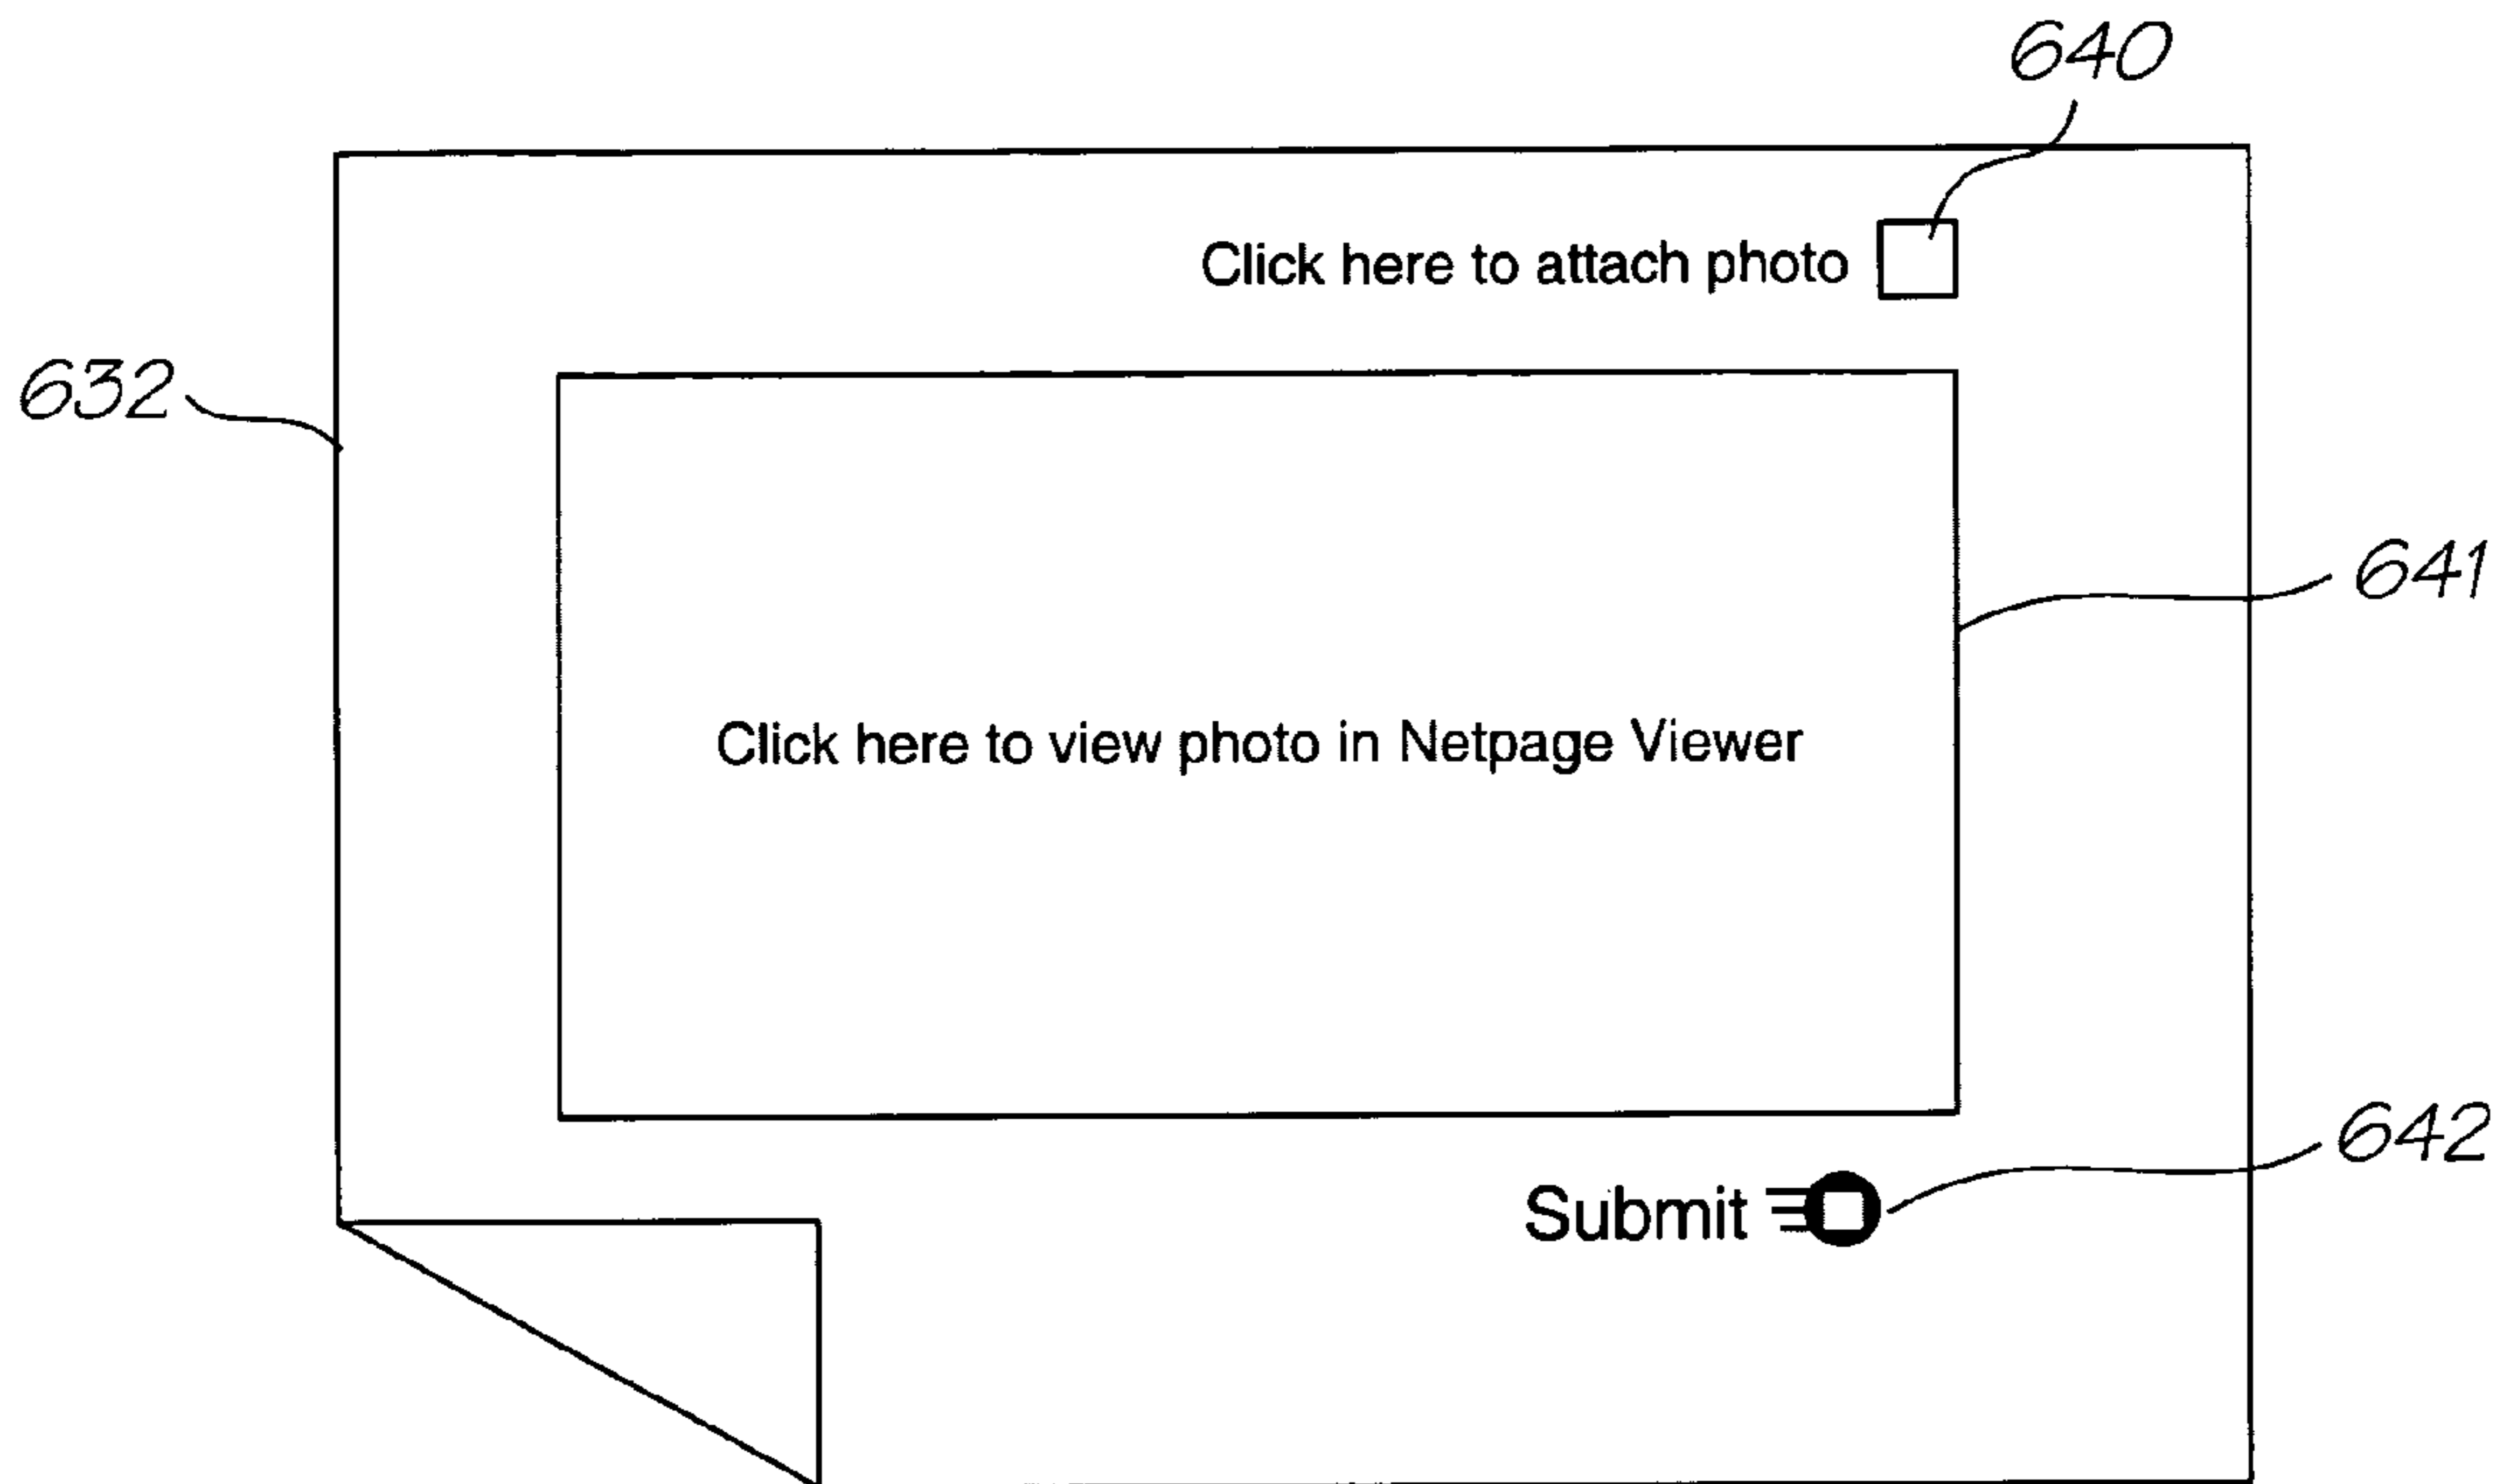 640
Click here to attach photo
632
641
Click here to view photo in Netpage Viewer
642
Submit